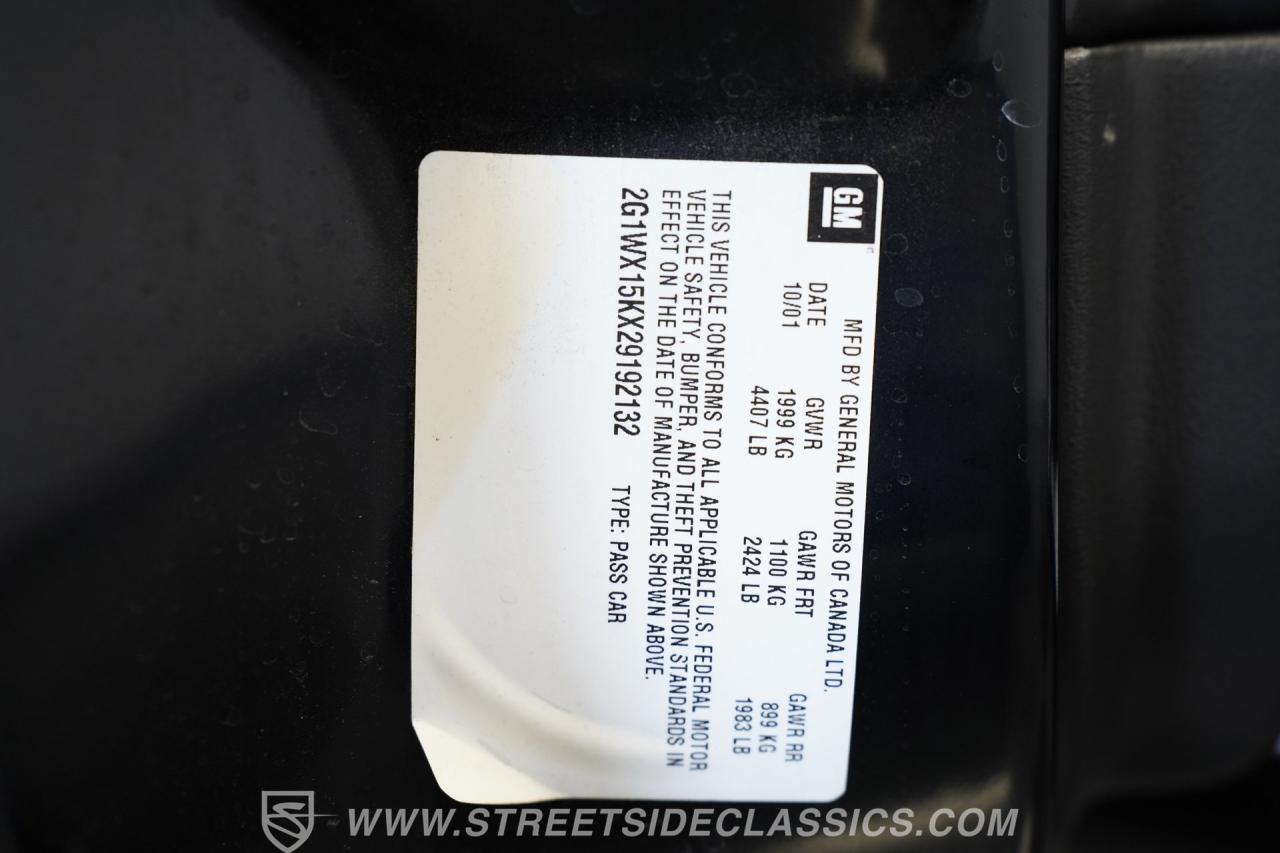 GM
MFD BY GENERAL MOTORS OF CANADA LTD.
DATE GVWR GAWR FRT GAWR RR
10/01 1999 KG 1100 KG 899 KG
4407 LB 2424 LB 1983 LB
THIS VEHICLE CONFORMS TO ALL APPLICABLE U.S. FEDERAL MOTOR
VEHICLE SAFETY, BUMPER, AND THEFT PREVENTION STANDARDS IN
EFFECT ON THE DATE OF MANUFACTURE SHOWN ABOVE.
2G1WX15KX29192132 TYPE: PASS CAR
WWW.STREETSIDECLASSICS.COM